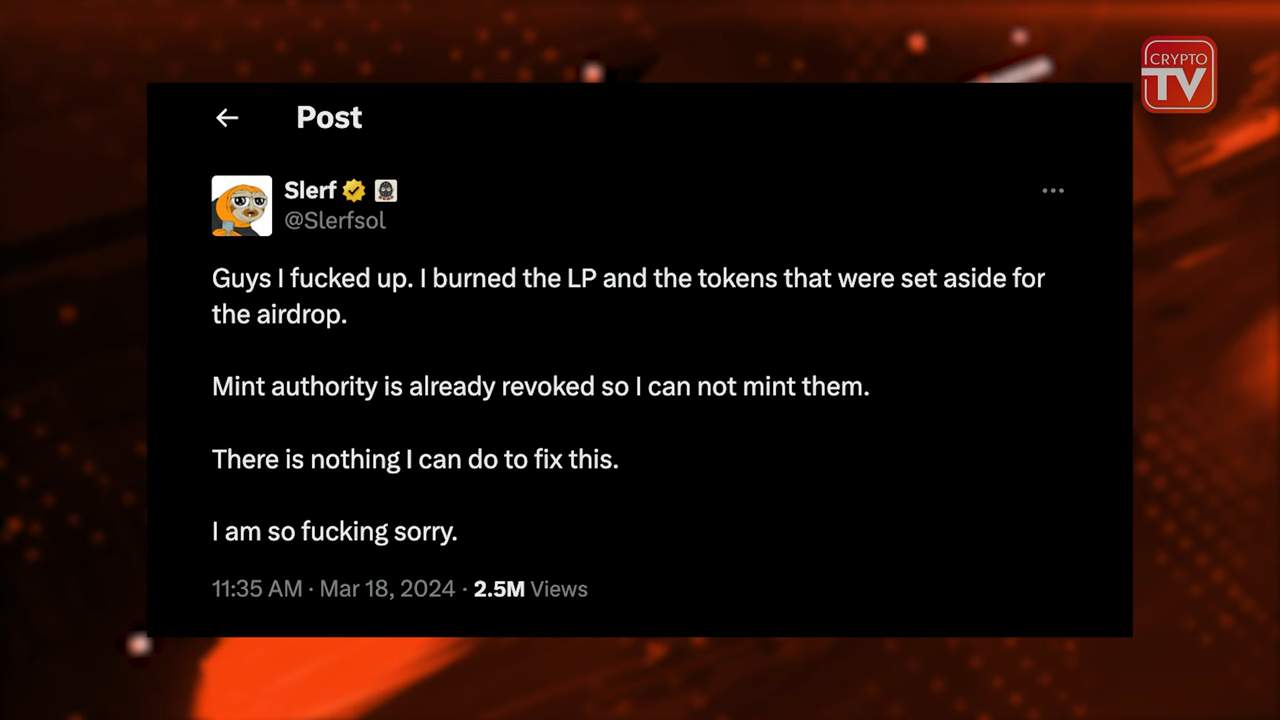 CRYPTO
TV
Post
Slerf
@Slerfsol
Guys I fucked up. I burned the LP and the tokens that were set aside for
the airdrop.
Mint authority is already revoked so I can not mint them.
There is nothing I can do to fix this.
I am so fucking sorry.
11:35 AM · Mar 18, 2024 · 2.5M Views